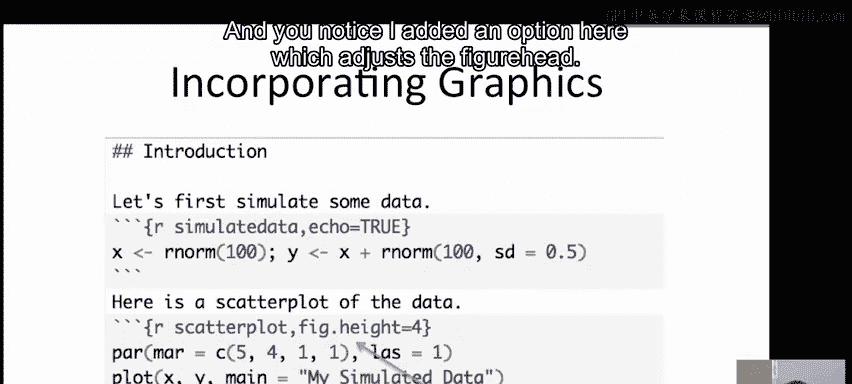 And you notice I added an option here
which adjusts the figurehead.
Incorporating Graphics
## Introduction
Let's first simulate some data.
```{r simulatedata,echo=TRUE}
x <- rnorm(100); y <- x + rnorm(100, sd = 0.5)
```
Here is a scatterplot of the data.
```{r scatterplot,fig.height=4}
par(mar = c(5, 4, 1, 1), las = 1)
plot(x, y, main = "My Simulated Data")